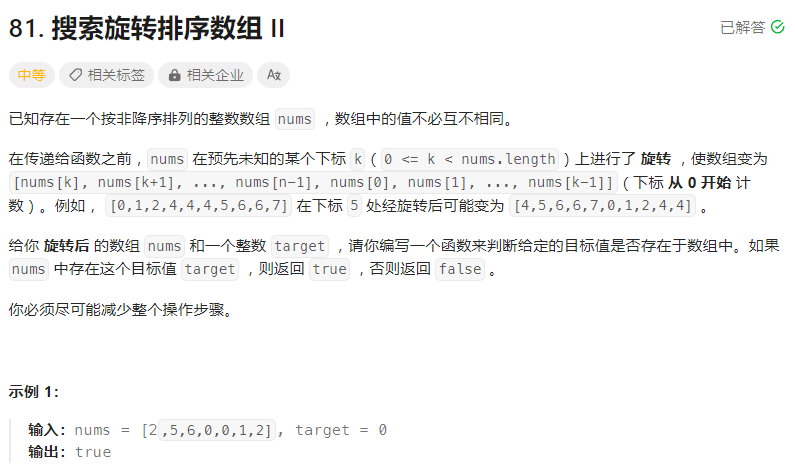 81. 搜索旋转排序数组 II
已解答
中等 相关标签 相关企业 A文
已知存在一个按非降序排列的整数数组 nums ，数组中的值不必互不相同。
在传递给函数之前，nums 在预先未知的某个下标 k（0 <= k < nums.length）上进行了 旋转 ，使数组变为
[nums[k], nums[k+1], ..., nums[n-1], nums[0], nums[1], ..., nums[k-1]]（下标 从 0 开始 计
数）。例如， [0,1,2,4,4,4,5,6,6,7] 在下标 5 处经旋转后可能变为 [4,5,6,6,7,0,1,2,4,4] 。
给你 旋转后 的数组 nums 和一个整数 target ，请你编写一个函数来判断给定的目标值是否存在于数组中。如果
nums 中存在这个目标值 target ，则返回 true ，否则返回 false 。
你必须尽可能减少整个操作步骤。
示例 1：
输入：nums = [2,5,6,0,0,1,2], target = 0
输出：true